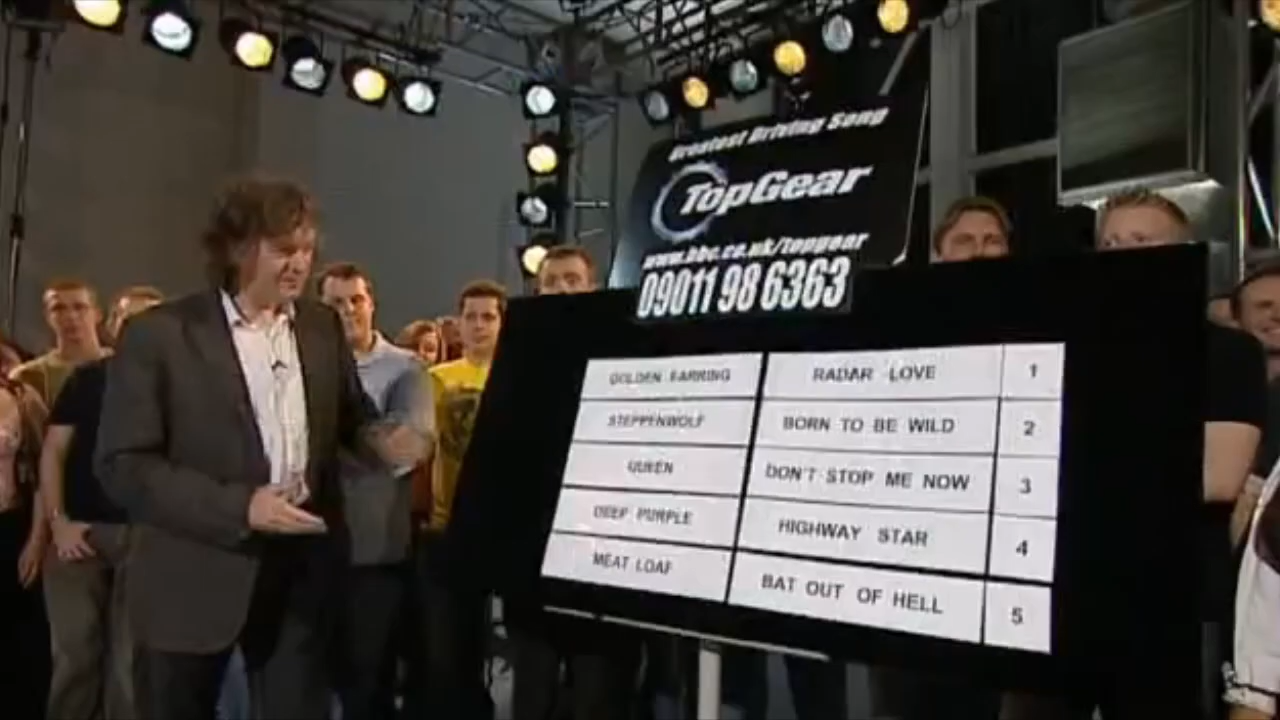 Greatest Driving Song
TopGear
www.bbc.co.uk/topgear
09011 98 6363
GOLDEN EARRING RADAR LOVE 1
STEPPENWOLF BORN TO BE WILD 2
QUEEN DON'T STOP ME NOW 3
DEEP PURPLE HIGHWAY STAR 4
MEAT LOAF BAT OUT OF HELL 5